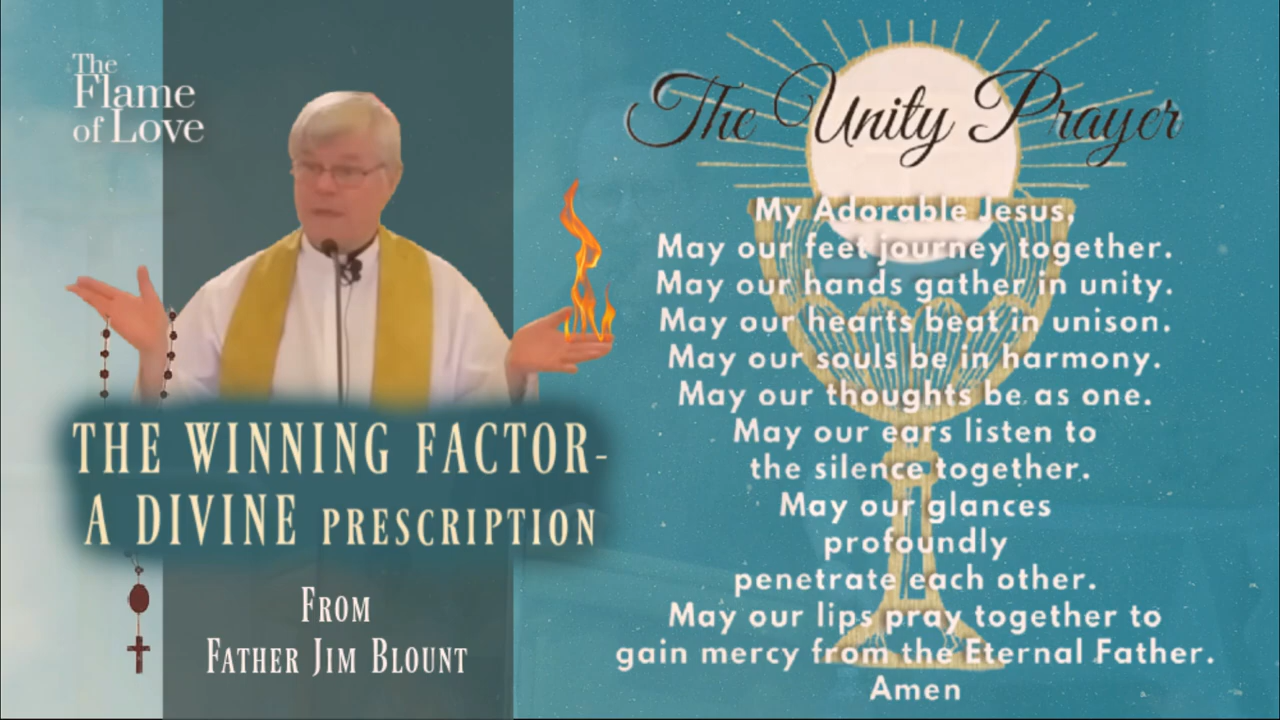 The
Flame
of Love
THE WINNING FACTOR-
A DIVINE PRESCRIPTION
FROM
FATHER JIM BLOUNT
The Unity Prayer
My Adorable Jesus,
May our feet journey together.
May our hands gather in unity.
May our hearts beat in unison.
May our souls be in harmony.
May our thoughts be as one.
May our ears listen to
the silence together.
May our glances
profoundly
penetrate each other.
May our lips pray together to
gain mercy from the Eternal Father.
Amen